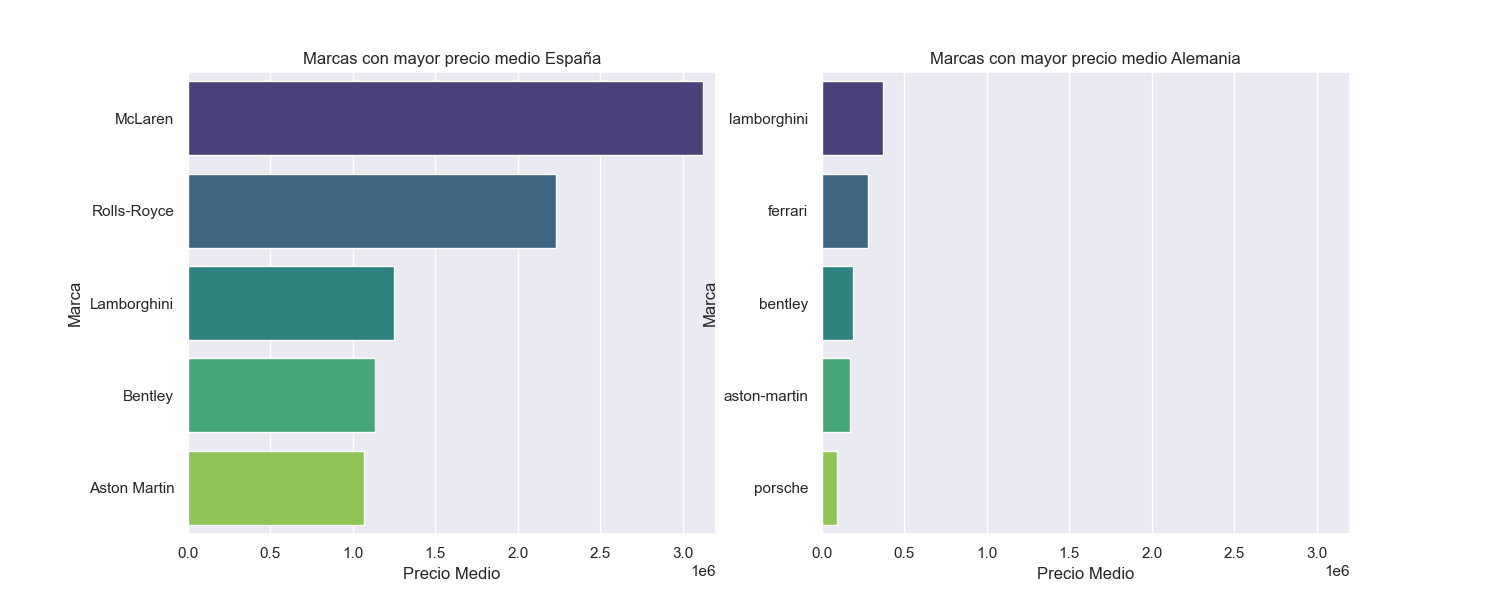 Marcas con mayor precio medio España
McLaren
Rolls-Royce
Lamborghini
Bentley
Aston Martin
Marca
0.0 0.5 1.0 1.5 2.0 2.5 3.0
1e6
Precio Medio
Marcas con mayor precio medio Alemania
lamborghini
ferrari
bentley
aston-martin
porsche
Marca
0.0 0.5 1.0 1.5 2.0 2.5 3.0
1e6
Precio Medio